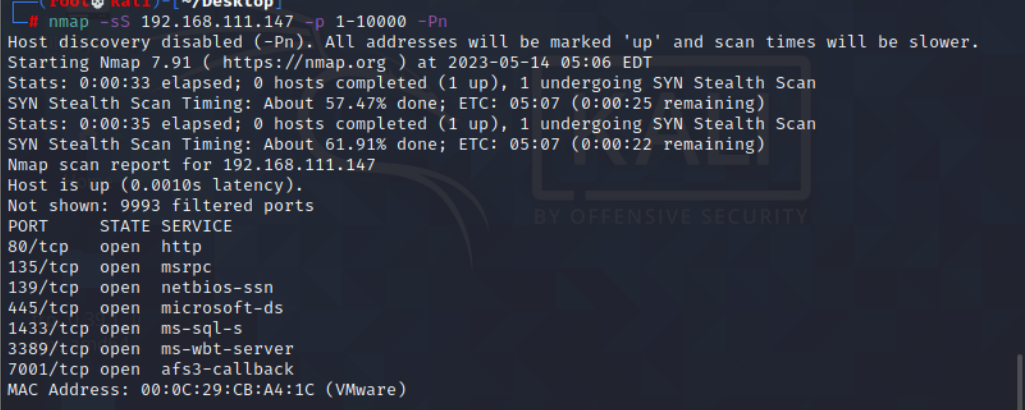 (root💀kali)-[~/Desktop]
# nmap -sS 192.168.111.147 -p 1-10000 -Pn
Host discovery disabled (-Pn). All addresses will be marked 'up' and scan times will be slower.
Starting Nmap 7.91 ( https://nmap.org ) at 2023-05-14 05:06 EDT
Stats: 0:00:33 elapsed; 0 hosts completed (1 up), 1 undergoing SYN Stealth Scan
SYN Stealth Scan Timing: About 57.47% done; ETC: 05:07 (0:00:25 remaining)
Stats: 0:00:35 elapsed; 0 hosts completed (1 up), 1 undergoing SYN Stealth Scan
SYN Stealth Scan Timing: About 61.91% done; ETC: 05:07 (0:00:22 remaining)
Nmap scan report for 192.168.111.147
Host is up (0.0010s latency).
Not shown: 9993 filtered ports
PORT     STATE SERVICE
80/tcp   open  http
135/tcp  open  msrpc
139/tcp  open  netbios-ssn
445/tcp  open  microsoft-ds
1433/tcp open  ms-sql-s
3389/tcp open  ms-wbt-server
7001/tcp open  afs3-callback
MAC Address: 00:0C:29:CB:A4:1C (VMware)
KALI
BY OFFENSIVE SECURITY